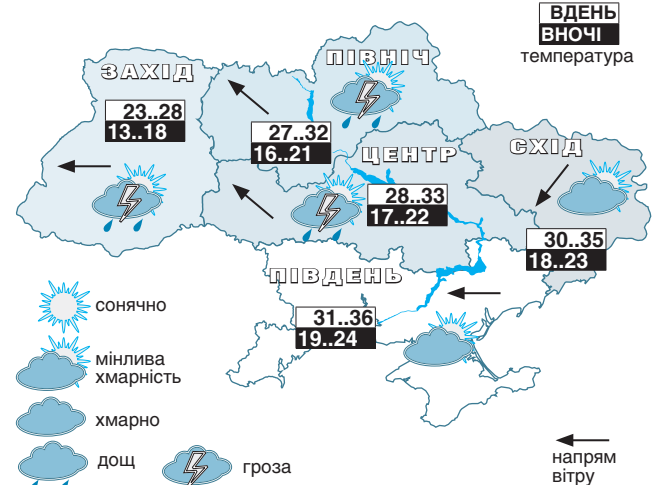 ВДЕНЬ
ВНОЧІ
температура
ПІВНІЧ
ЗАХІД
23..28
13..18
27..32
16..21
ЦЕНТР
СХІД
28..33
17..22
30..35
18..23
ПІВДЕНЬ
31..36
19..24
сонячно
мінлива
хмарність
хмарно
дощ
гроза
напрям
вітру